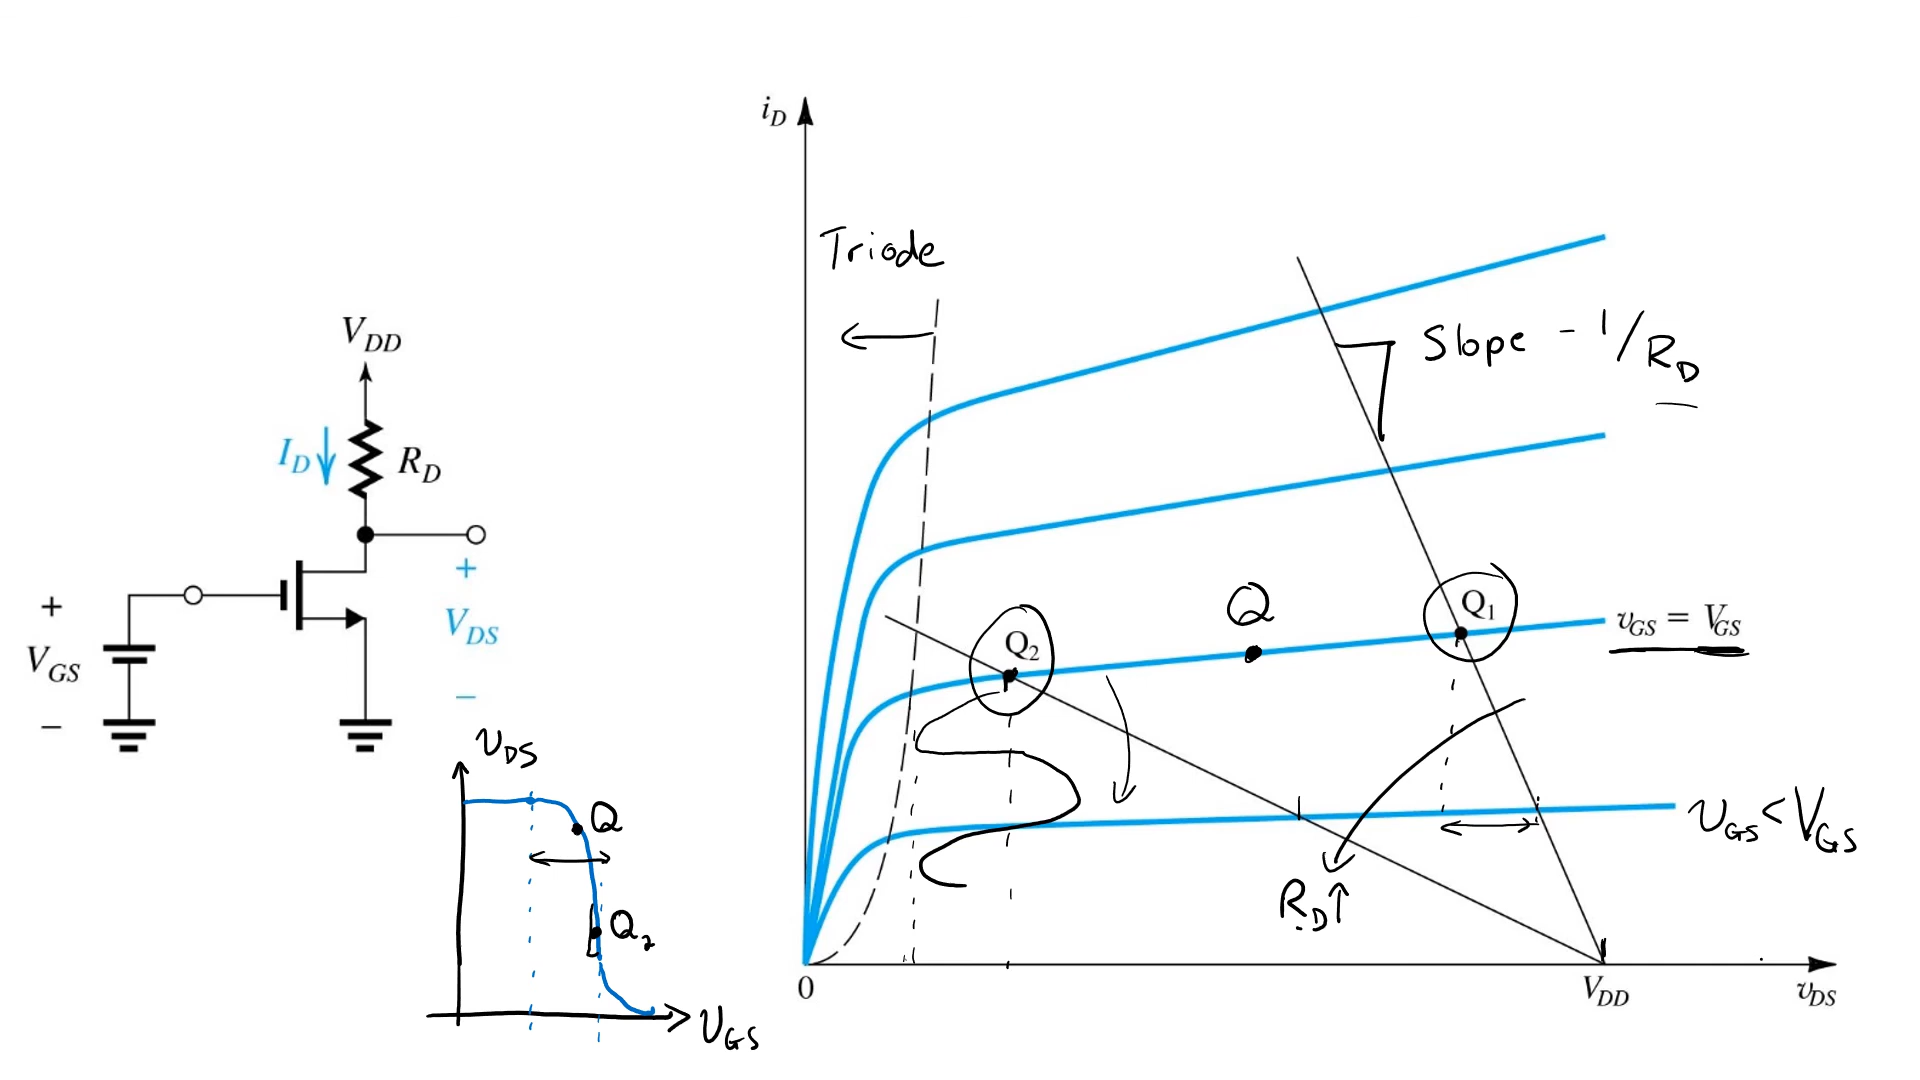 V_DD
I_D
R_D
+
V_GS
−
+
V_DS
−
v_DS
Q
Q_2
v_GS
i_D
Triode
Slope - 1/R_D
Q_2
Q
Q_1
v_GS = V_GS
v_GS < V_GS
R_D↑
0
V_DD
v_DS